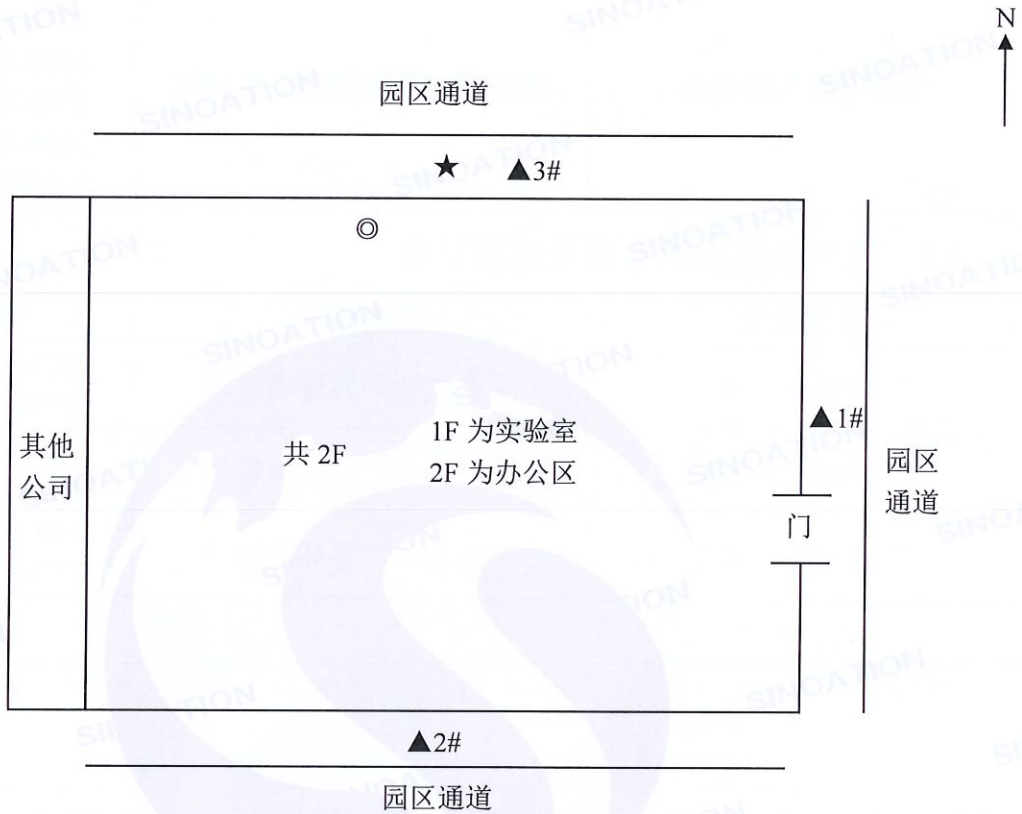 N
园区通道
★ ▲3#
◎
其他
公司
共 2F
1F 为实验室
2F 为办公区
▲1#
园区
通道
门
▲2#
园区通道
SINOATION